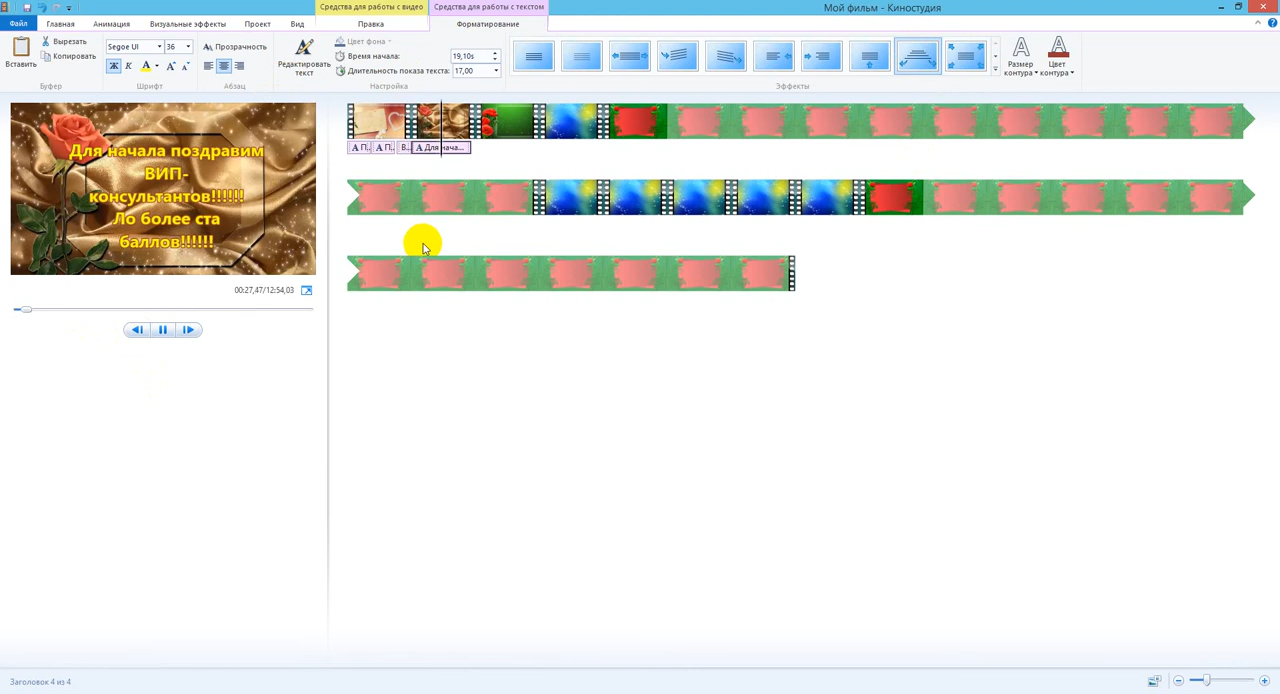 Средства для работы с видео
Средства для работы с текстом
Мой фильм - Киностудия
Файл
Главная
Анимация
Визуальные эффекты
Проект
Вид
Правка
Форматирование
Вставить
Вырезать
Копировать
Буфер
Segoe UI
36
Прозрачность
Ж
К
А
Шрифт
Абзац
Редактировать текст
Цвет фона
Время начала:
19,10s
Длительность показа текста:
17,00
Настройка
Эффекты
Размер контура
Цвет контура
Для начала поздравим
ВИП-
консультантов!!!!!!
Ло более ста
баллов!!!!!!
A П..
A П..
В..
A Для нача...
00:27,47/12:54,03
Заголовок 4 из 4